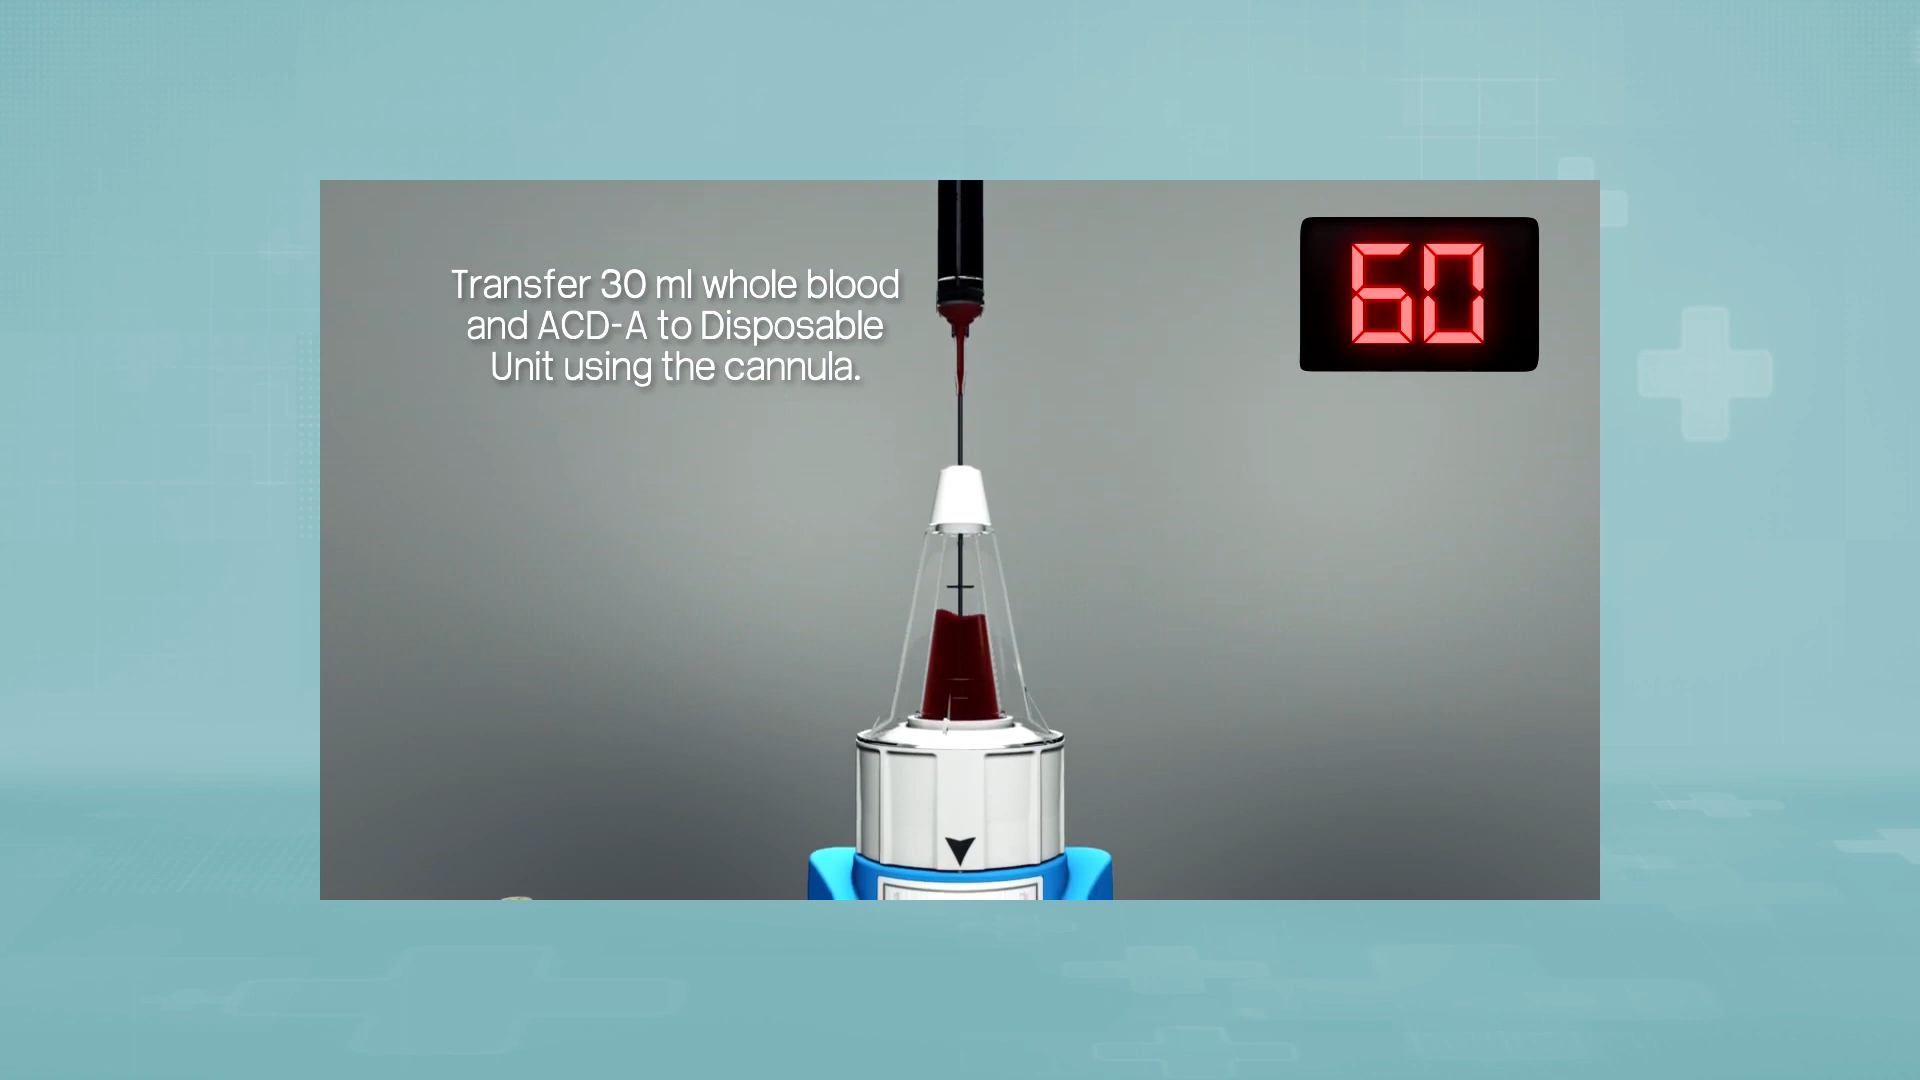 Transfer 30 ml whole blood
and ACD-A to Disposable
Unit using the cannula.
60